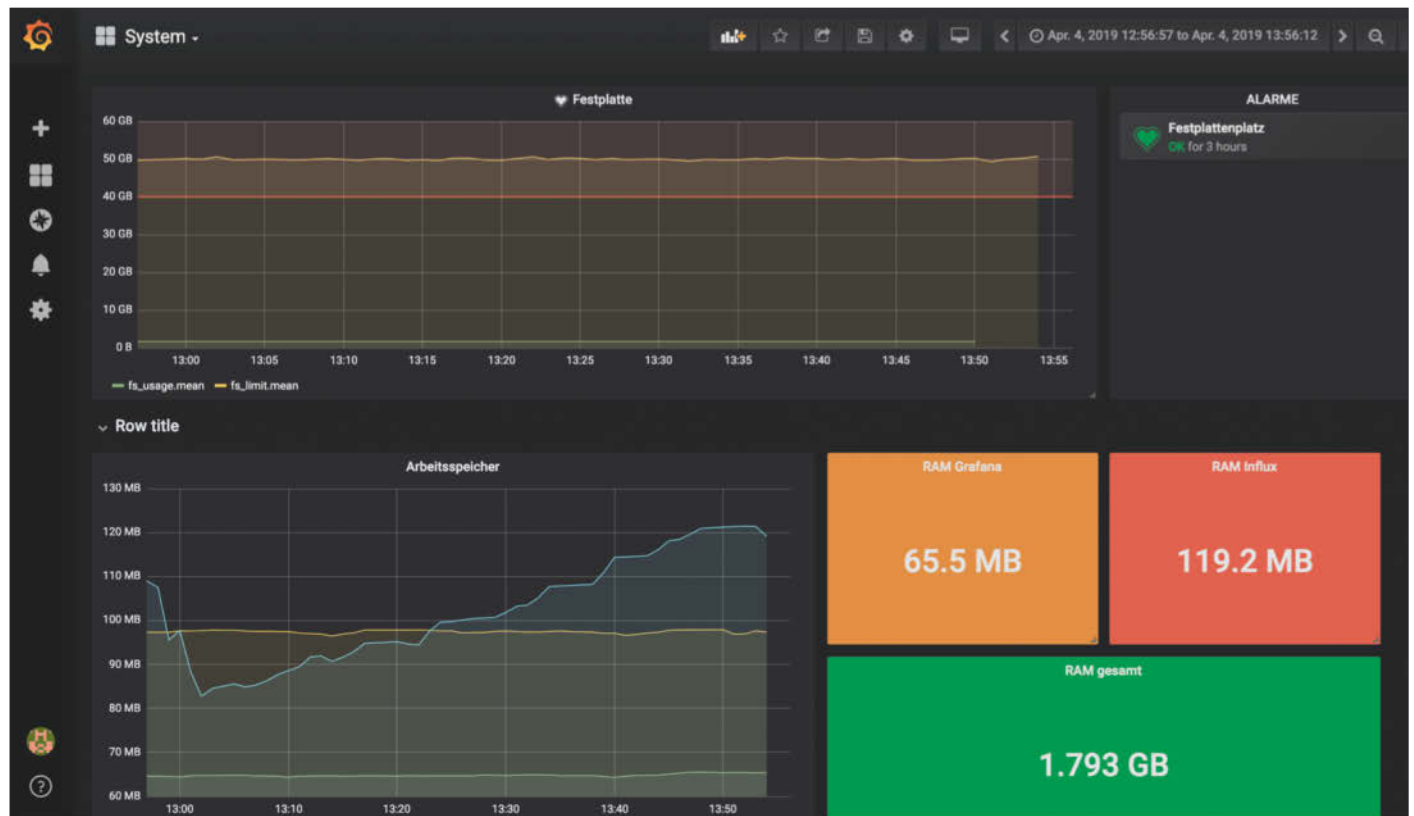 System
Apr. 4, 2019 12:56:57 to Apr. 4, 2019 13:56:12
Festplatte
60 GB
50 GB
40 GB
30 GB
20 GB
10 GB
0 B
13:00 13:05 13:10 13:15 13:20 13:25 13:30 13:35 13:40 13:45 13:50 13:55
fs_usage.mean fs_limit.mean
ALARME
Festplattenplatz
OK for 3 hours
Row title
Arbeitsspeicher
130 MB
120 MB
110 MB
100 MB
90 MB
80 MB
70 MB
60 MB
13:00 13:10 13:20 13:30 13:40 13:50
RAM Grafana
65.5 MB
RAM Influx
119.2 MB
RAM gesamt
1.793 GB